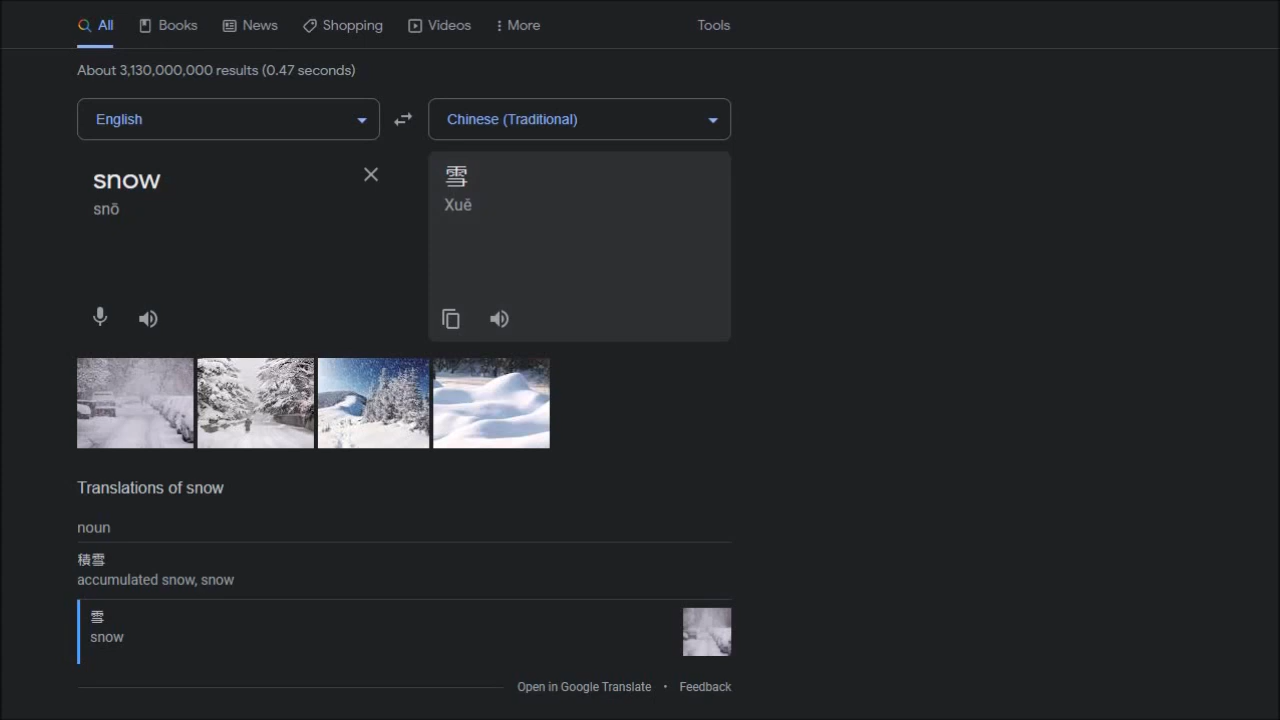 All Books News Shopping Videos More Tools
About 3,130,000,000 results (0.47 seconds)
English Chinese (Traditional)
snow
snō
雪
Xuě
Translations of snow
noun
積雪
accumulated snow, snow
雪
snow
Open in Google Translate • Feedback